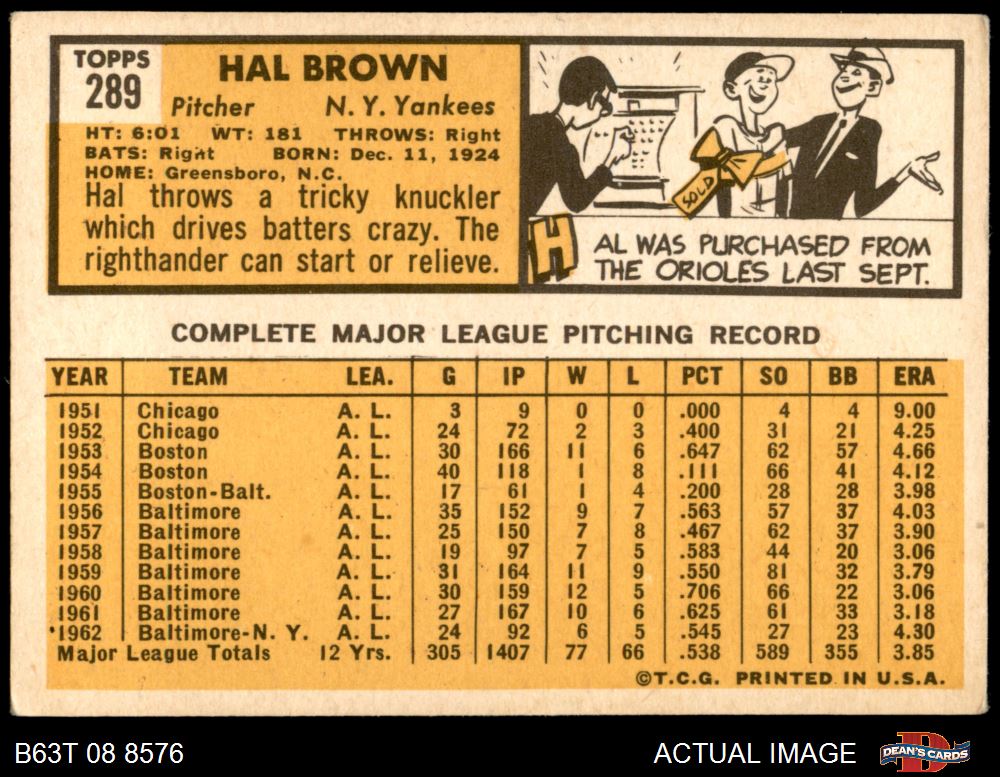 TOPPS
289
HAL BROWN
Pitcher N. Y. Yankees
HT: 6:01 WT: 181 THROWS: Right
BATS: Right BORN: Dec. 11, 1924
HOME: Greensboro, N.C.
Hal throws a tricky knuckler
which drives batters crazy. The
righthander can start or relieve.
SOLD
HAL WAS PURCHASED FROM
THE ORIOLES LAST SEPT.
COMPLETE MAJOR LEAGUE PITCHING RECORD
YEAR TEAM LEA. G IP W L PCT SO BB ERA
1951 Chicago A. L. 3 9 0 0 .000 4 4 9.00
1952 Chicago A. L. 24 72 2 3 .400 31 21 4.25
1953 Boston A. L. 30 166 11 6 .647 62 57 4.66
1954 Boston A. L. 40 118 1 8 .111 66 41 4.12
1955 Boston-Balt. A. L. 17 61 1 4 .200 28 28 3.98
1956 Baltimore A. L. 35 152 9 7 .563 57 37 4.03
1957 Baltimore A. L. 25 150 7 8 .467 62 37 3.90
1958 Baltimore A. L. 19 97 7 5 .583 44 20 3.06
1959 Baltimore A. L. 31 164 11 9 .550 81 32 3.79
1960 Baltimore A. L. 30 159 12 5 .706 66 22 3.06
1961 Baltimore A. L. 27 167 10 6 .625 61 33 3.18
1962 Baltimore-N. Y. A. L. 24 92 6 5 .545 27 23 4.30
Major League Totals 12 Yrs. 305 1407 77 66 .538 589 355 3.85
©T.C.G. PRINTED IN U.S.A.
B63T 08 8576 ACTUAL IMAGE DEAN'S CARDS